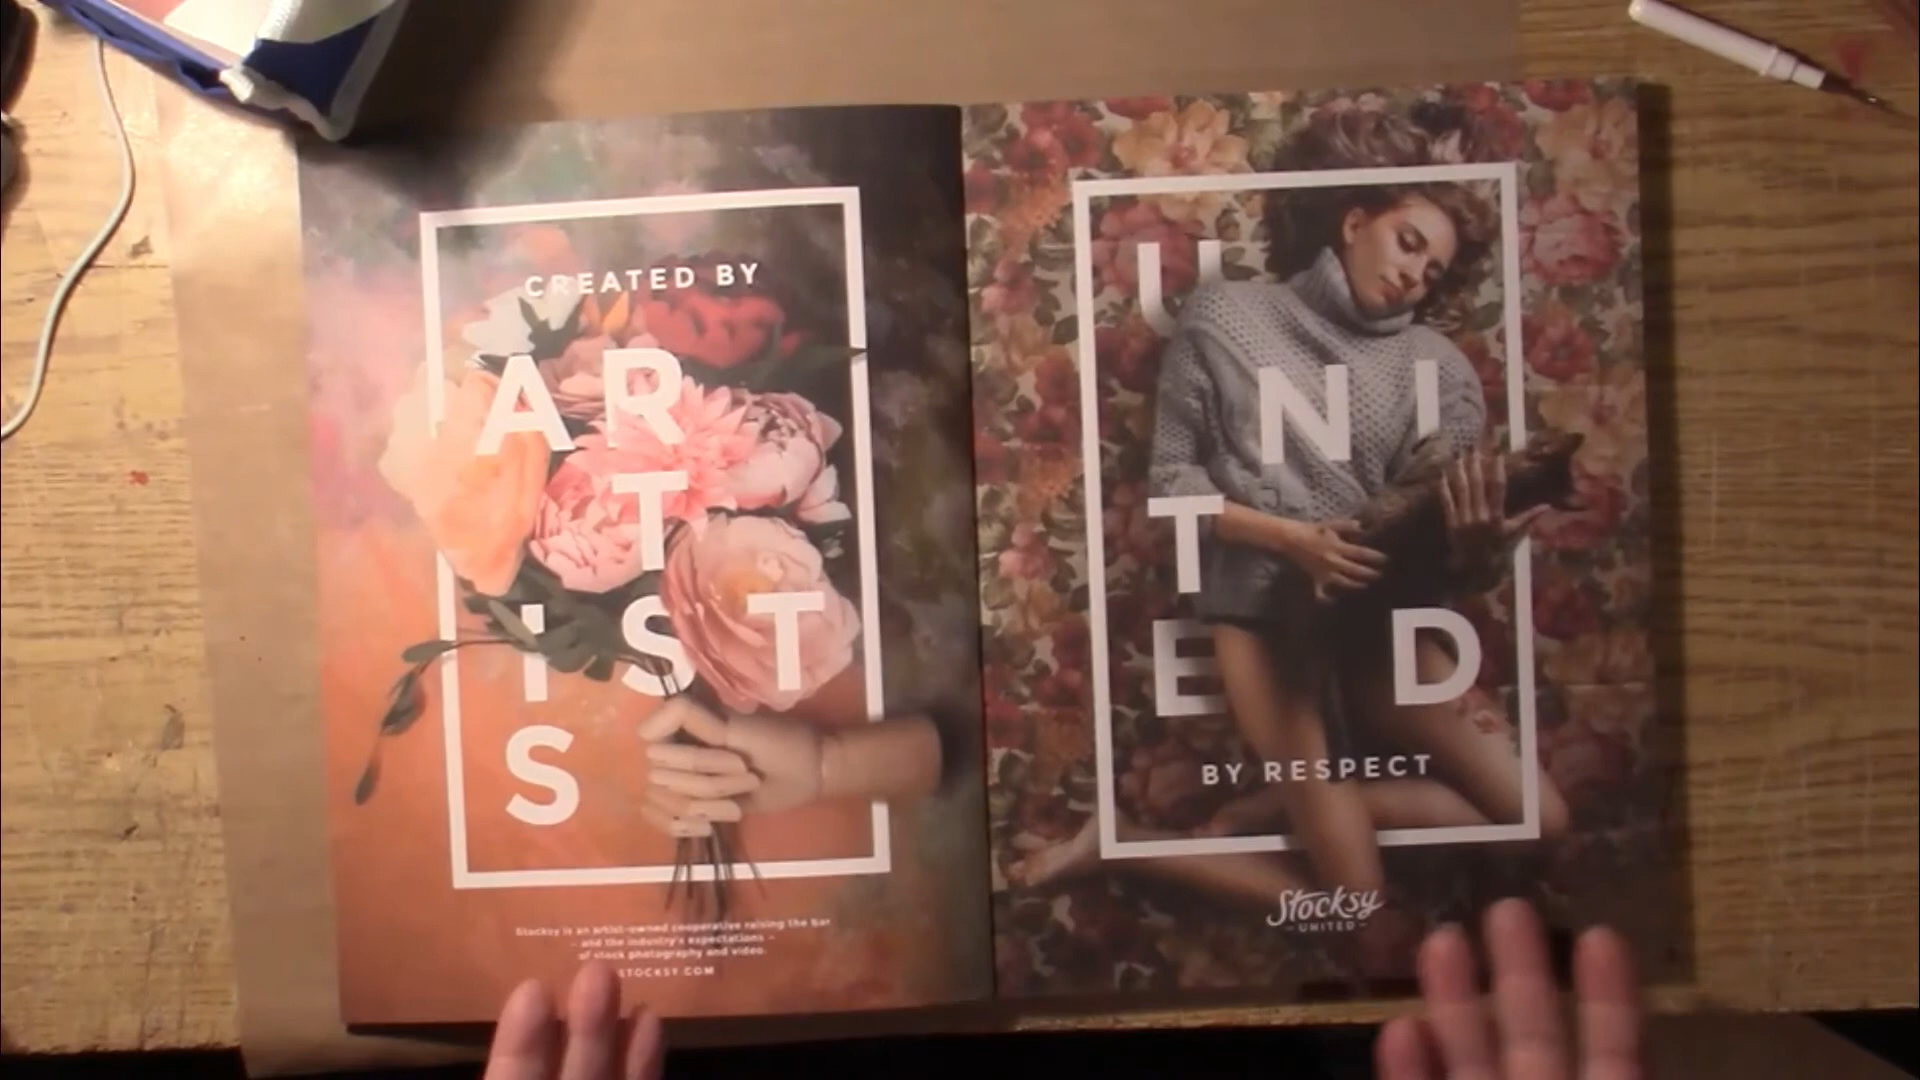 CREATED BY
AR
T
IST
S
Stocksy is an artist-owned cooperative raising the bar
– and the industry's expectations –
of stock photography and video.
STOCKSY.COM
U
NI
T
ED
BY RESPECT
Stocksy
–UNITED–